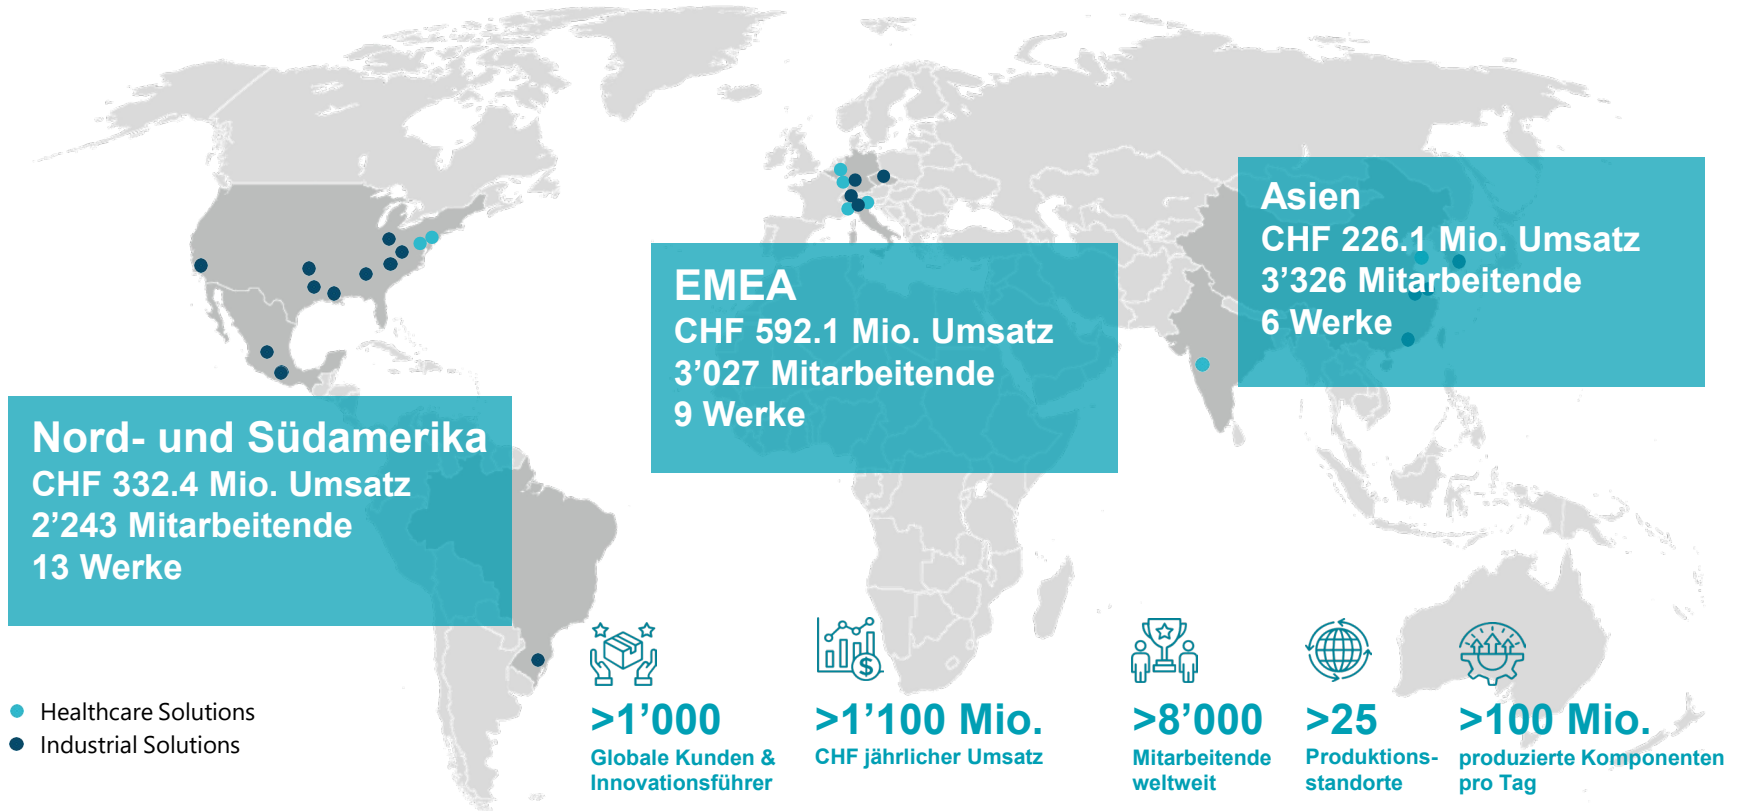 Asien
CHF 226.1 Mio. Umsatz
3’326 Mitarbeitende
6 Werke
EMEA
CHF 592.1 Mio. Umsatz
3’027 Mitarbeitende
9 Werke
Nord- und Südamerika
CHF 332.4 Mio. Umsatz
2’243 Mitarbeitende
13 Werke
Healthcare Solutions
Industrial Solutions
>1’000
Globale Kunden &
Innovationsführer
$
>1’100 Mio.
CHF jährlicher Umsatz
>8’000
Mitarbeitende
weltweit
>25
Produktions-
standorte
>100 Mio.
produzierte Komponenten
pro Tag